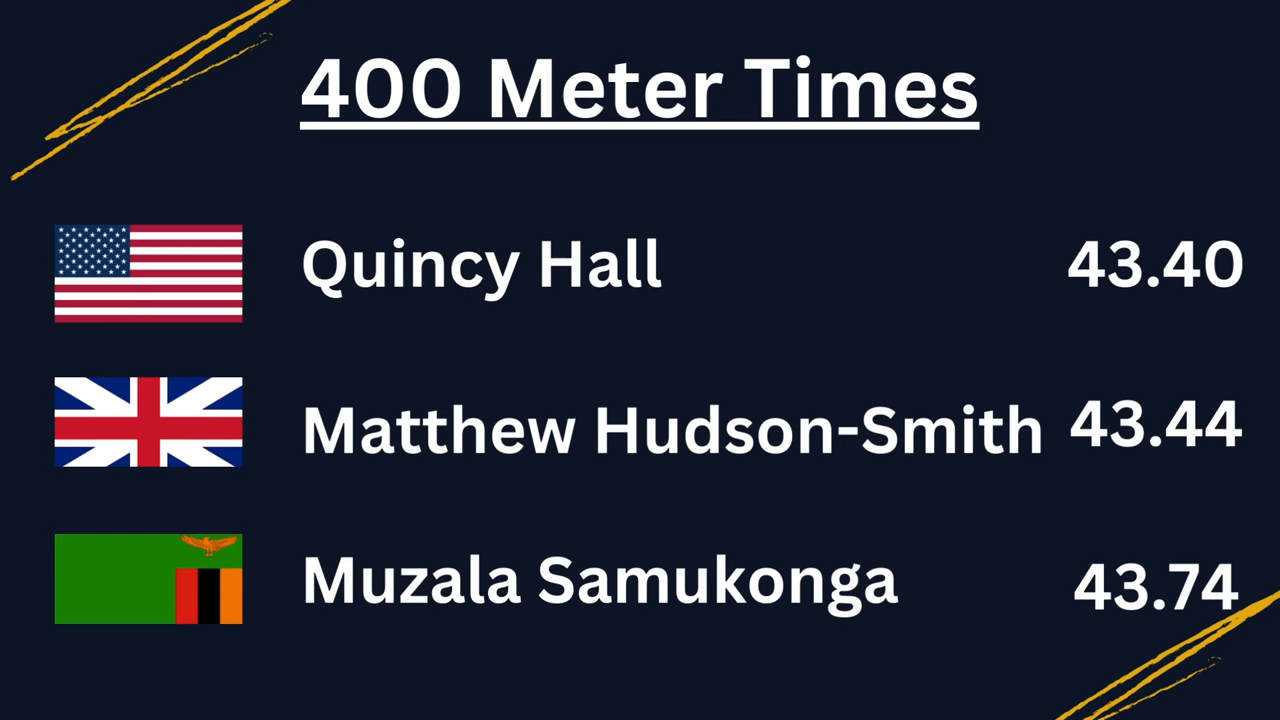 400 Meter Times
Quincy Hall 43.40
Matthew Hudson-Smith 43.44
Muzala Samukonga 43.74